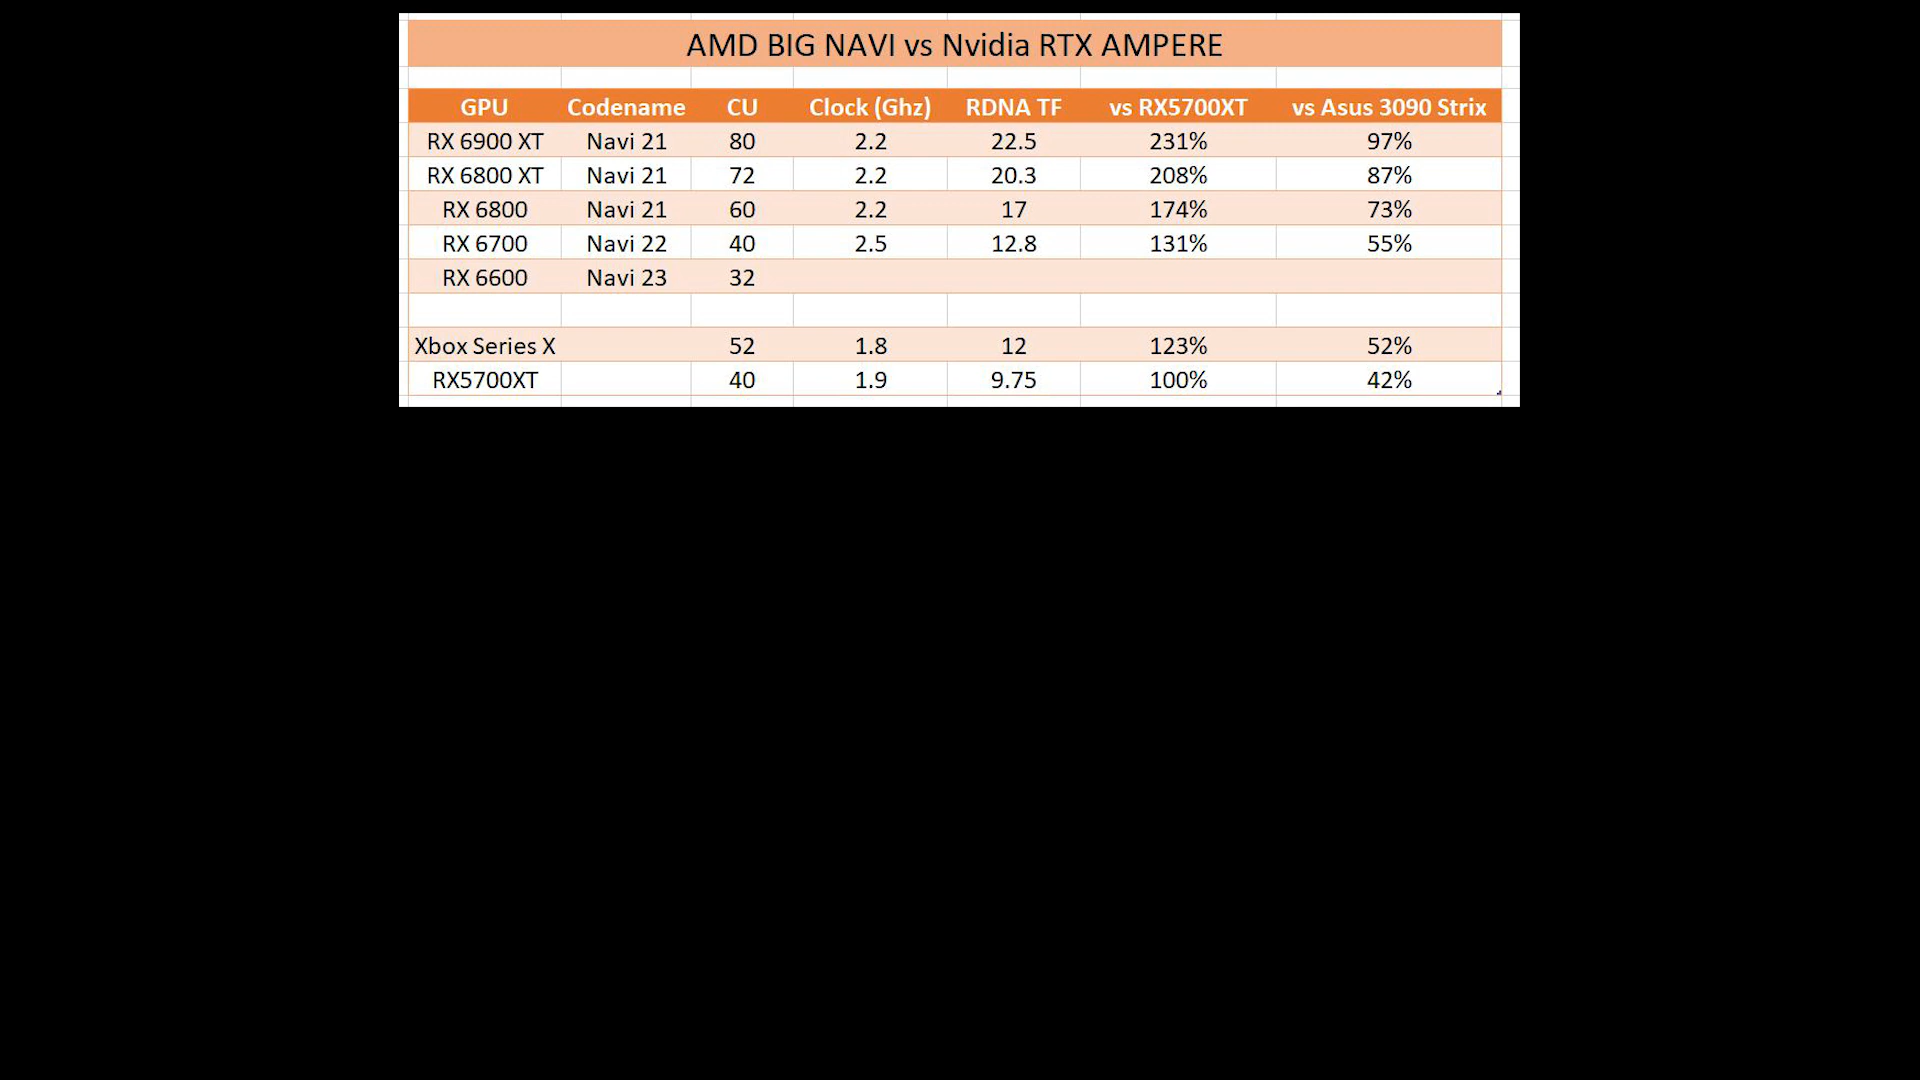 AMD BIG NAVI vs Nvidia RTX AMPERE
GPU Codename CU Clock (Ghz) RDNA TF vs RX5700XT vs Asus 3090 Strix
RX 6900 XT Navi 21 80 2.2 22.5 231% 97%
RX 6800 XT Navi 21 72 2.2 20.3 208% 87%
RX 6800 Navi 21 60 2.2 17 174% 73%
RX 6700 Navi 22 40 2.5 12.8 131% 55%
RX 6600 Navi 23 32
Xbox Series X 52 1.8 12 123% 52%
RX5700XT 40 1.9 9.75 100% 42%